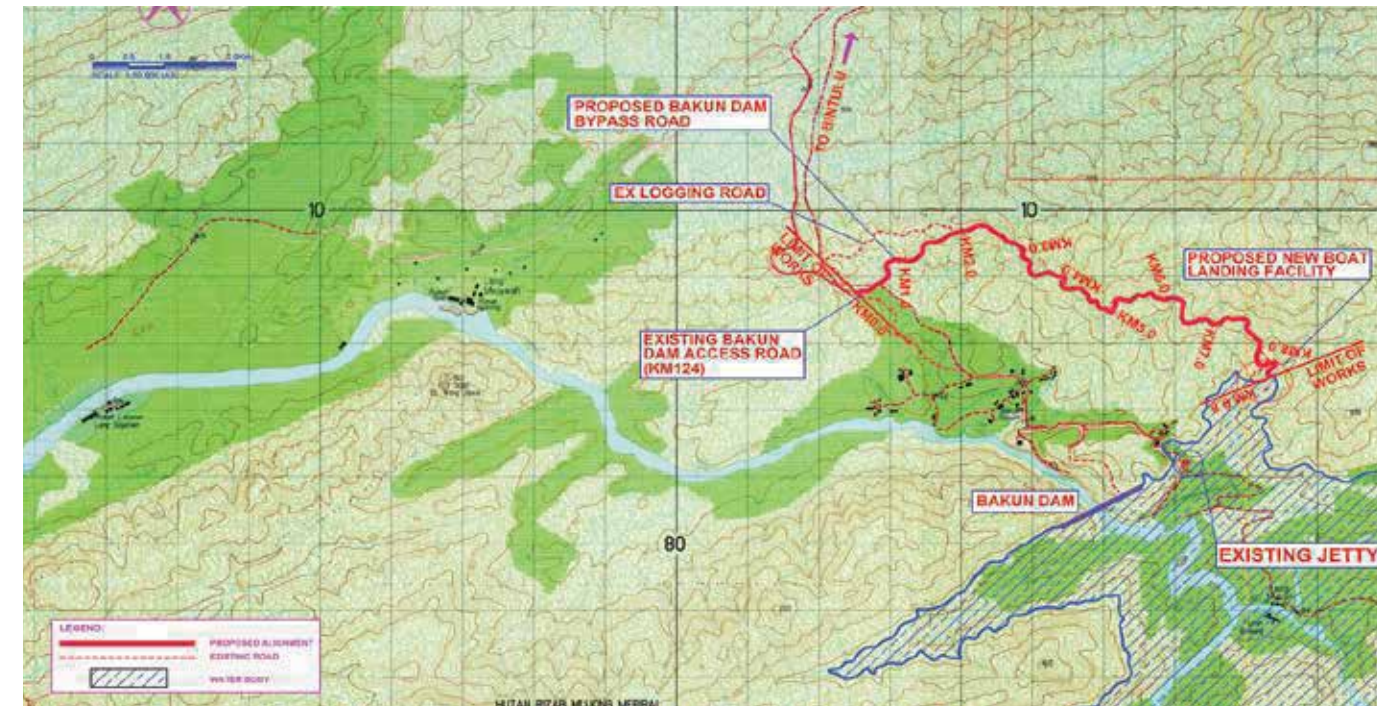 PROPOSED BAKUN DAM
BYPASS ROAD
TO BINTULU
EX LOGGING ROAD
10
10
LIMIT OF
WORKS
KM0.0
KM1.0
KM2.0
KM3.0
KM4.0
KM5.0
KM6.0
KM7.0
KM8.0
PROPOSED NEW BOAT
LANDING FACILITY
EXISTING BAKUN
DAM ACCESS ROAD
(KM124)
LIMIT OF
WORKS
BAKUN DAM
EXISTING JETTY
80
LEGEND:
PROPOSED ALIGNMENT
EXISTING ROAD
WATER BODY